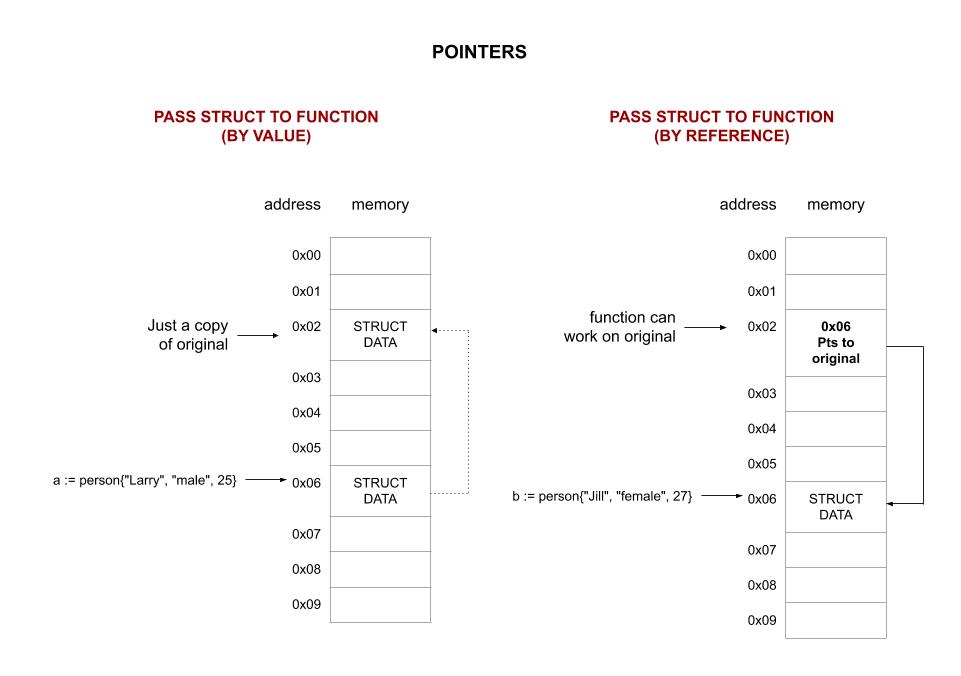 POINTERS
PASS STRUCT TO FUNCTION
(BY VALUE)
address memory
0x00
0x01
Just a copy
of original
0x02
STRUCT
DATA
0x03
0x04
0x05
a := person{"Larry", "male", 25}
0x06
STRUCT
DATA
0x07
0x08
0x09
PASS STRUCT TO FUNCTION
(BY REFERENCE)
address memory
0x00
0x01
function can
work on original
0x02
0x06
Pts to
original
0x03
0x04
0x05
b := person{"Jill", "female", 27}
0x06
STRUCT
DATA
0x07
0x08
0x09